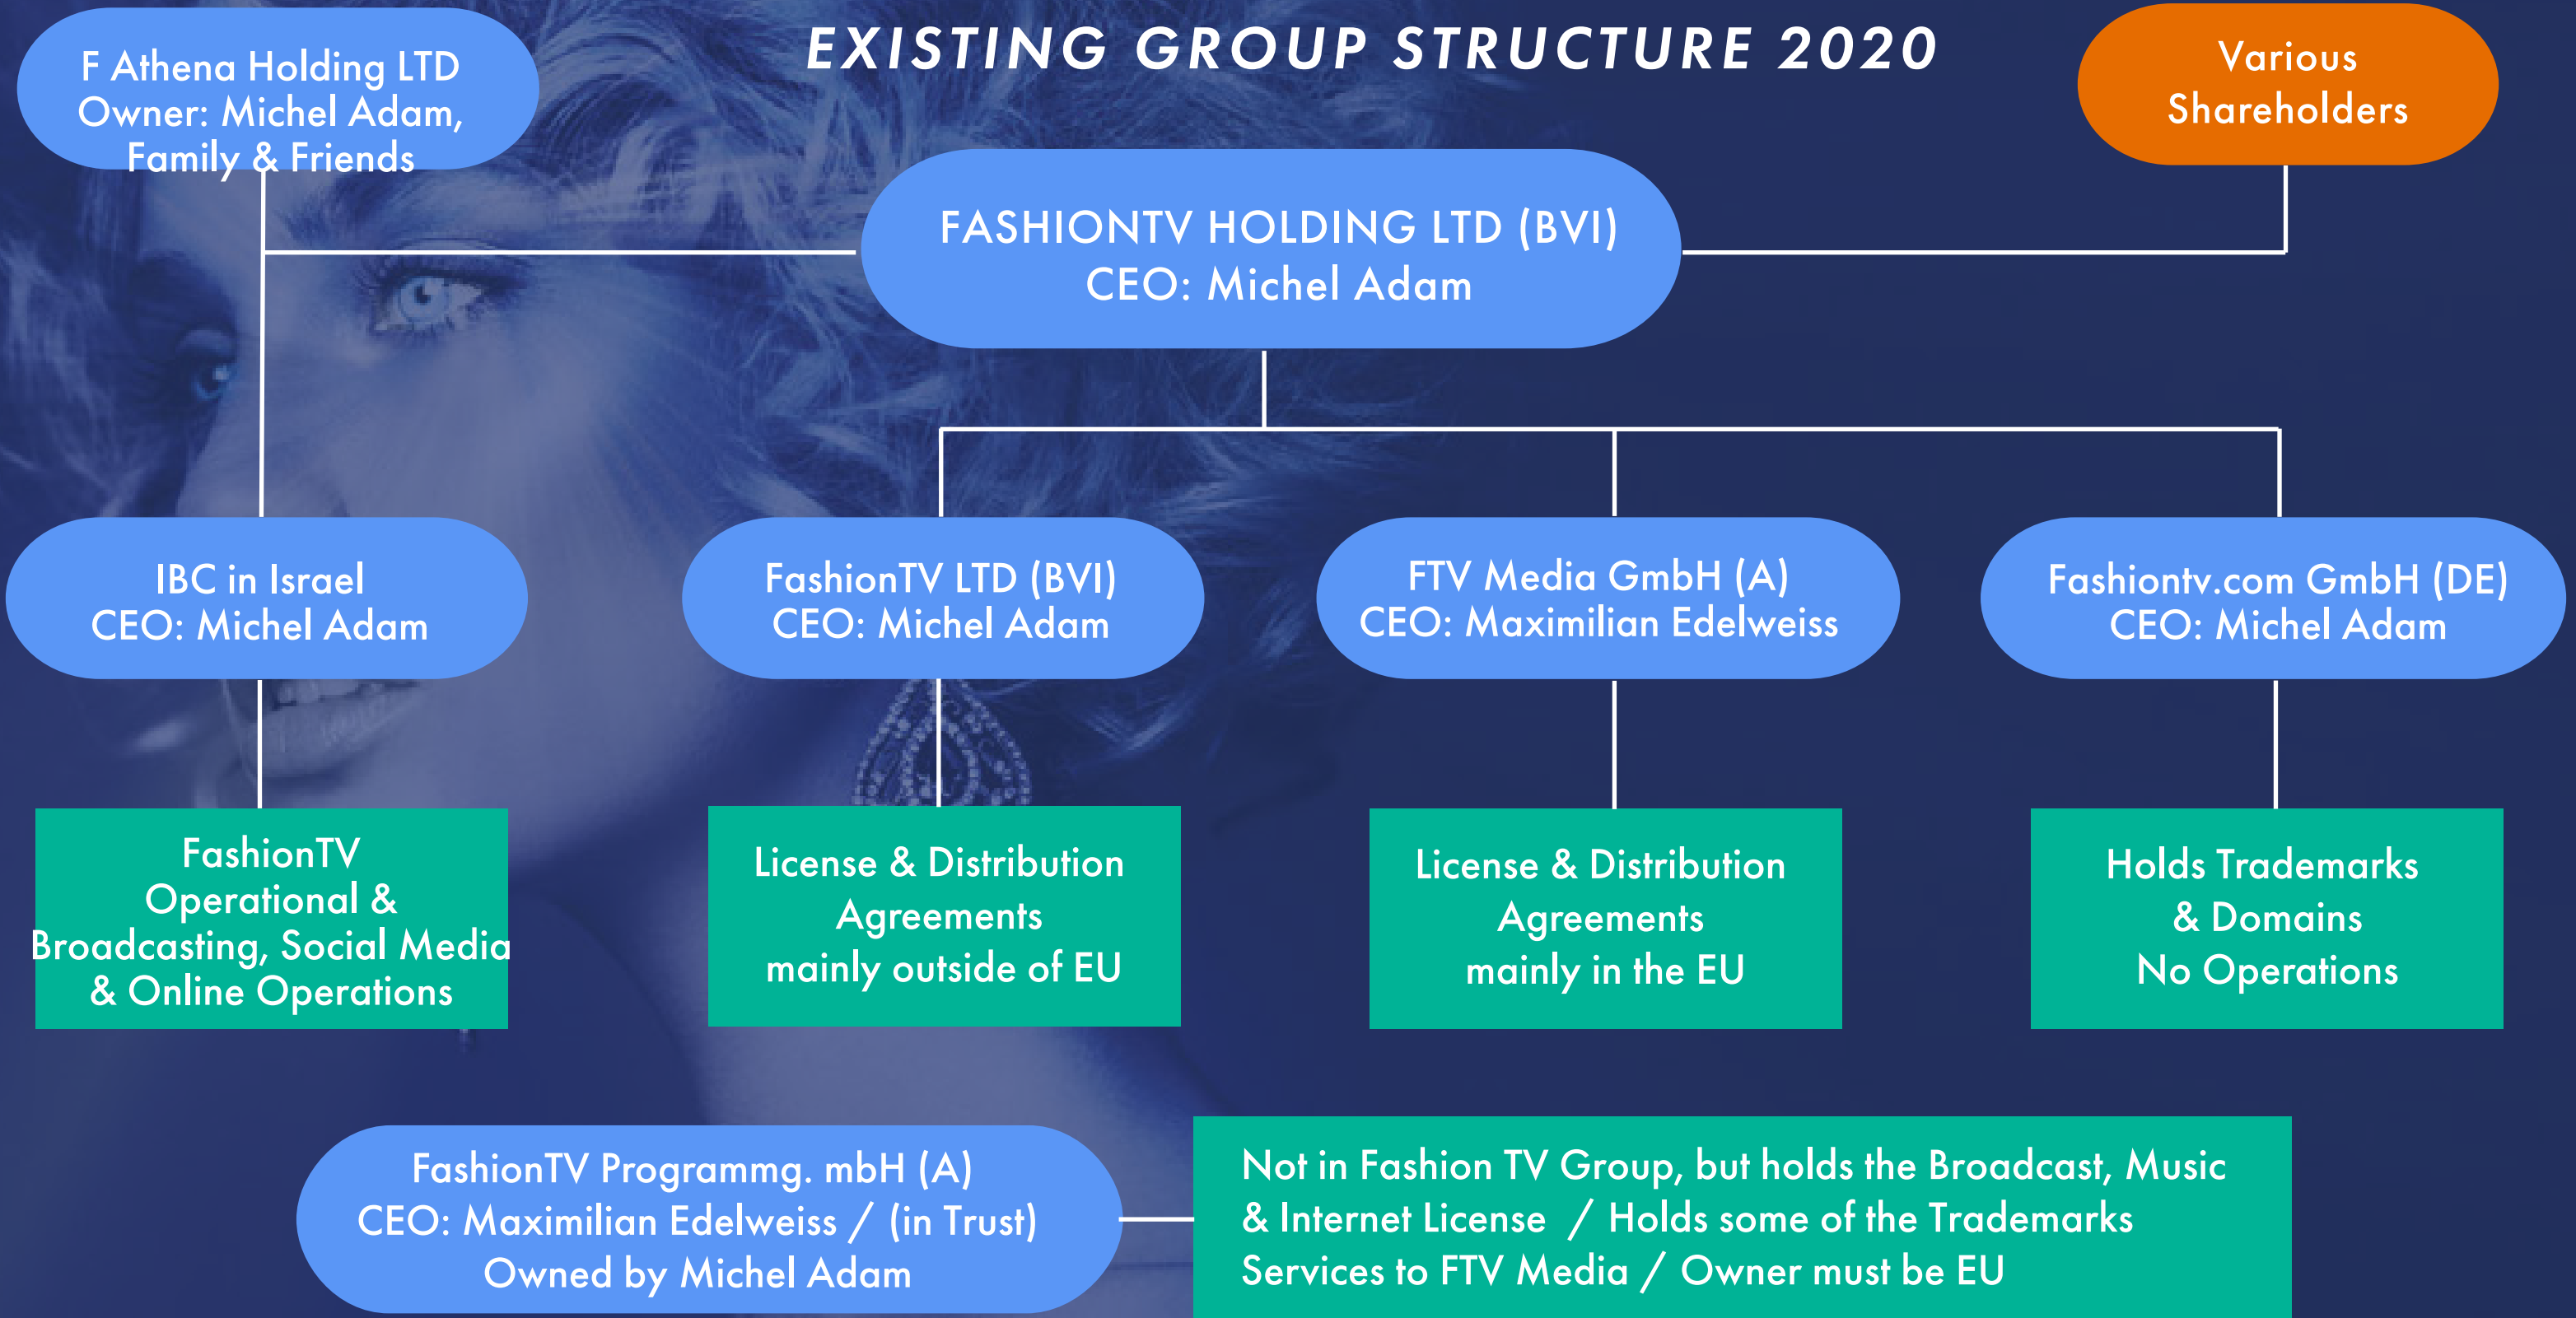 EXISTING GROUP STRUCTURE 2020
F Athena Holding LTD
Owner: Michel Adam,
Family & Friends
Various
Shareholders
FASHIONTV HOLDING LTD (BVI)
CEO: Michel Adam
IBC in Israel
CEO: Michel Adam
FashionTV LTD (BVI)
CEO: Michel Adam
FTV Media GmbH (A)
CEO: Maximilian Edelweiss
Fashiontv.com GmbH (DE)
CEO: Michel Adam
FashionTV
Operational &
Broadcasting, Social Media
& Online Operations
License & Distribution
Agreements
mainly outside of EU
License & Distribution
Agreements
mainly in the EU
Holds Trademarks
& Domains
No Operations
FashionTV Programmg. mbH (A)
CEO: Maximilian Edelweiss / (in Trust)
Owned by Michel Adam
Not in Fashion TV Group, but holds the Broadcast, Music
& Internet License / Holds some of the Trademarks
Services to FTV Media / Owner must be EU